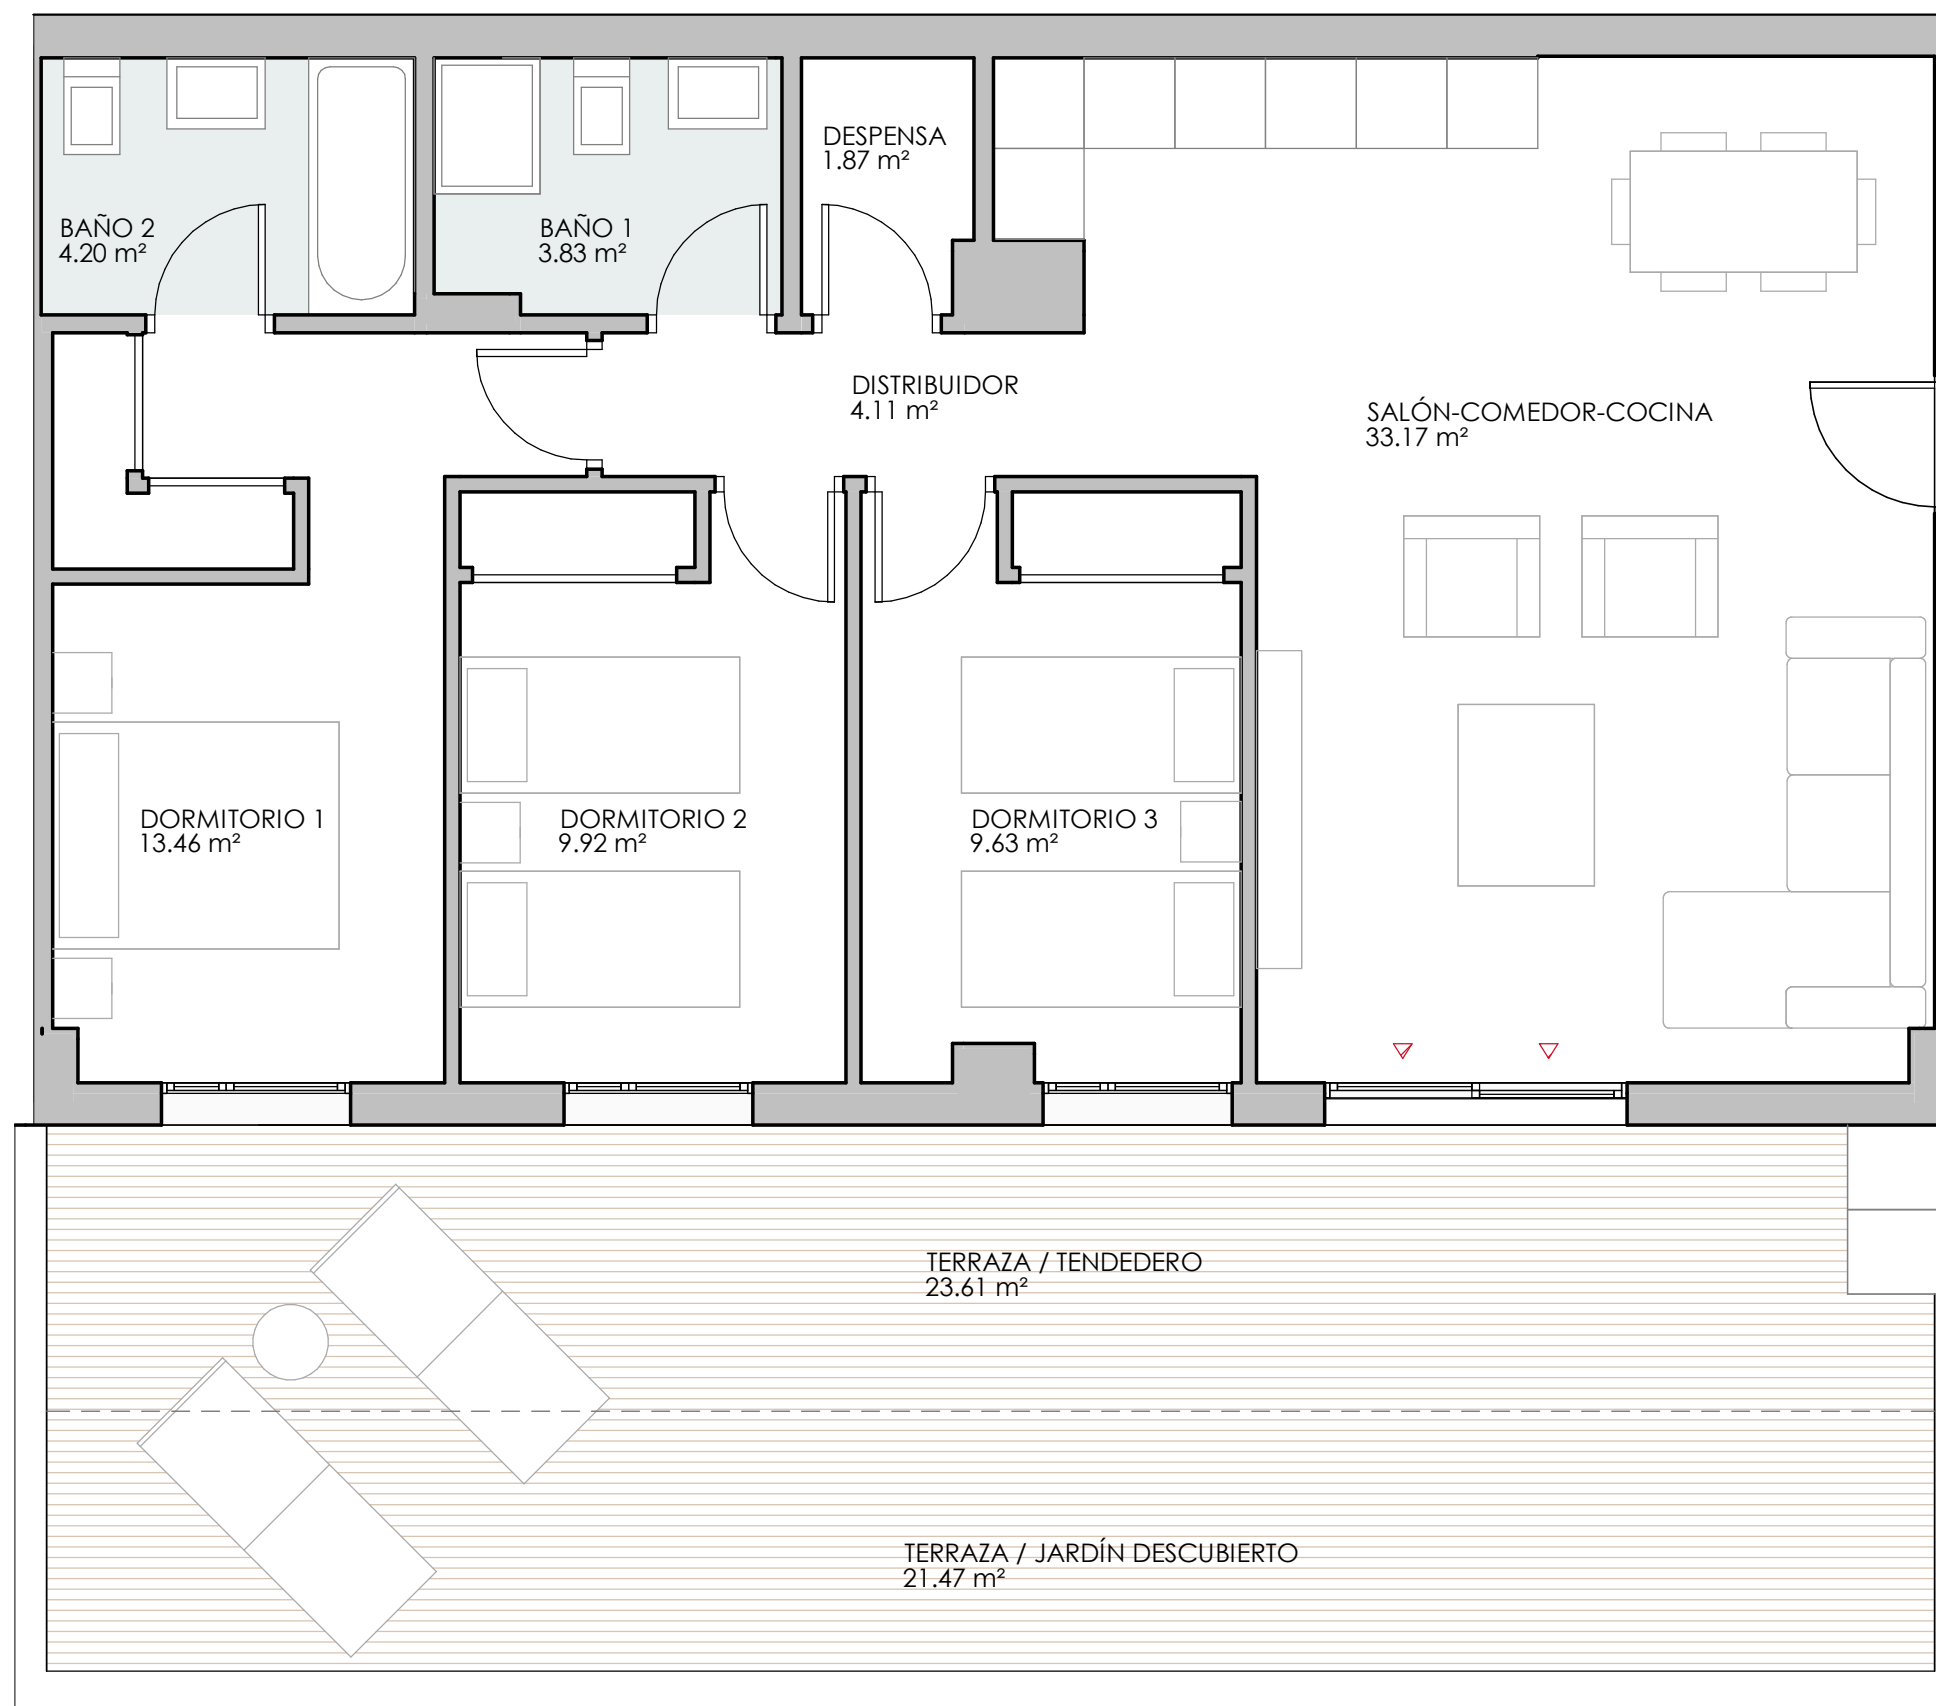 DESPENSA
1.87 m²
BAÑO 2
4.20 m²
BAÑO 1
3.83 m²
DISTRIBUIDOR
4.11 m²
SALÓN-COMEDOR-COCINA
33.17 m²
DORMITORIO 1
13.46 m²
DORMITORIO 2
9.92 m²
DORMITORIO 3
9.63 m²
TERRAZA / TENDEDERO
23.61 m²
TERRAZA / JARDÍN DESCUBIERTO
21.47 m²